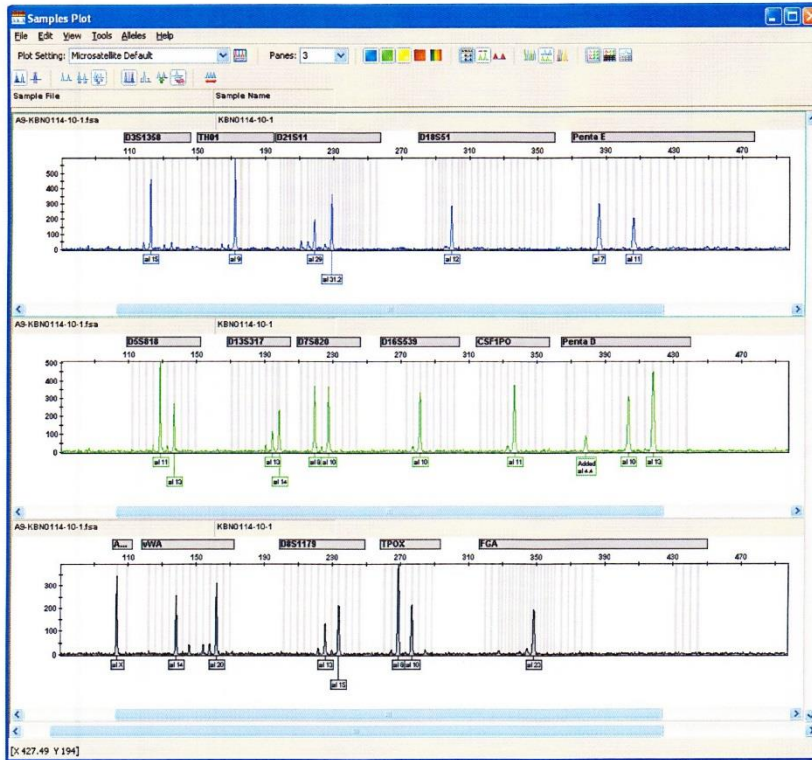 Samples Plot
File Edit View Tools Alleles Help
Plot Setting: Microsatellite Default Panes: 3
Sample File Sample Name
A9-KBN0114-10-1.fsa KBN0114-10-1
D3S1358 TH01 D21S11 D18S51 Penta E
110 150 190 230 270 310 350 390 430 470
500
400
300
200
100
0
al 15 al 9 al 29 al 12 al 7 al 11
al 31.2
A9-KBN0114-10-1.fsa KBN0114-10-1
D5S818 D13S317 D7S820 D16S539 CSF1PO Penta D
110 150 190 230 270 310 350 390 430 470
500
400
300
200
100
0
al 11 al 13 al 8 al 10 al 10 al 11 Added al 10 al 13
al 13 al 14
A9-KBN0114-10-1.fsa KBN0114-10-1
A... vWA D8S1179 TPOX FGA
110 150 190 230 270 310 350 390 430 470
300
200
100
0
al X al 14 al 20 al 13 al 8 al 10 al 23
al 15
[X 427.49 Y 194]